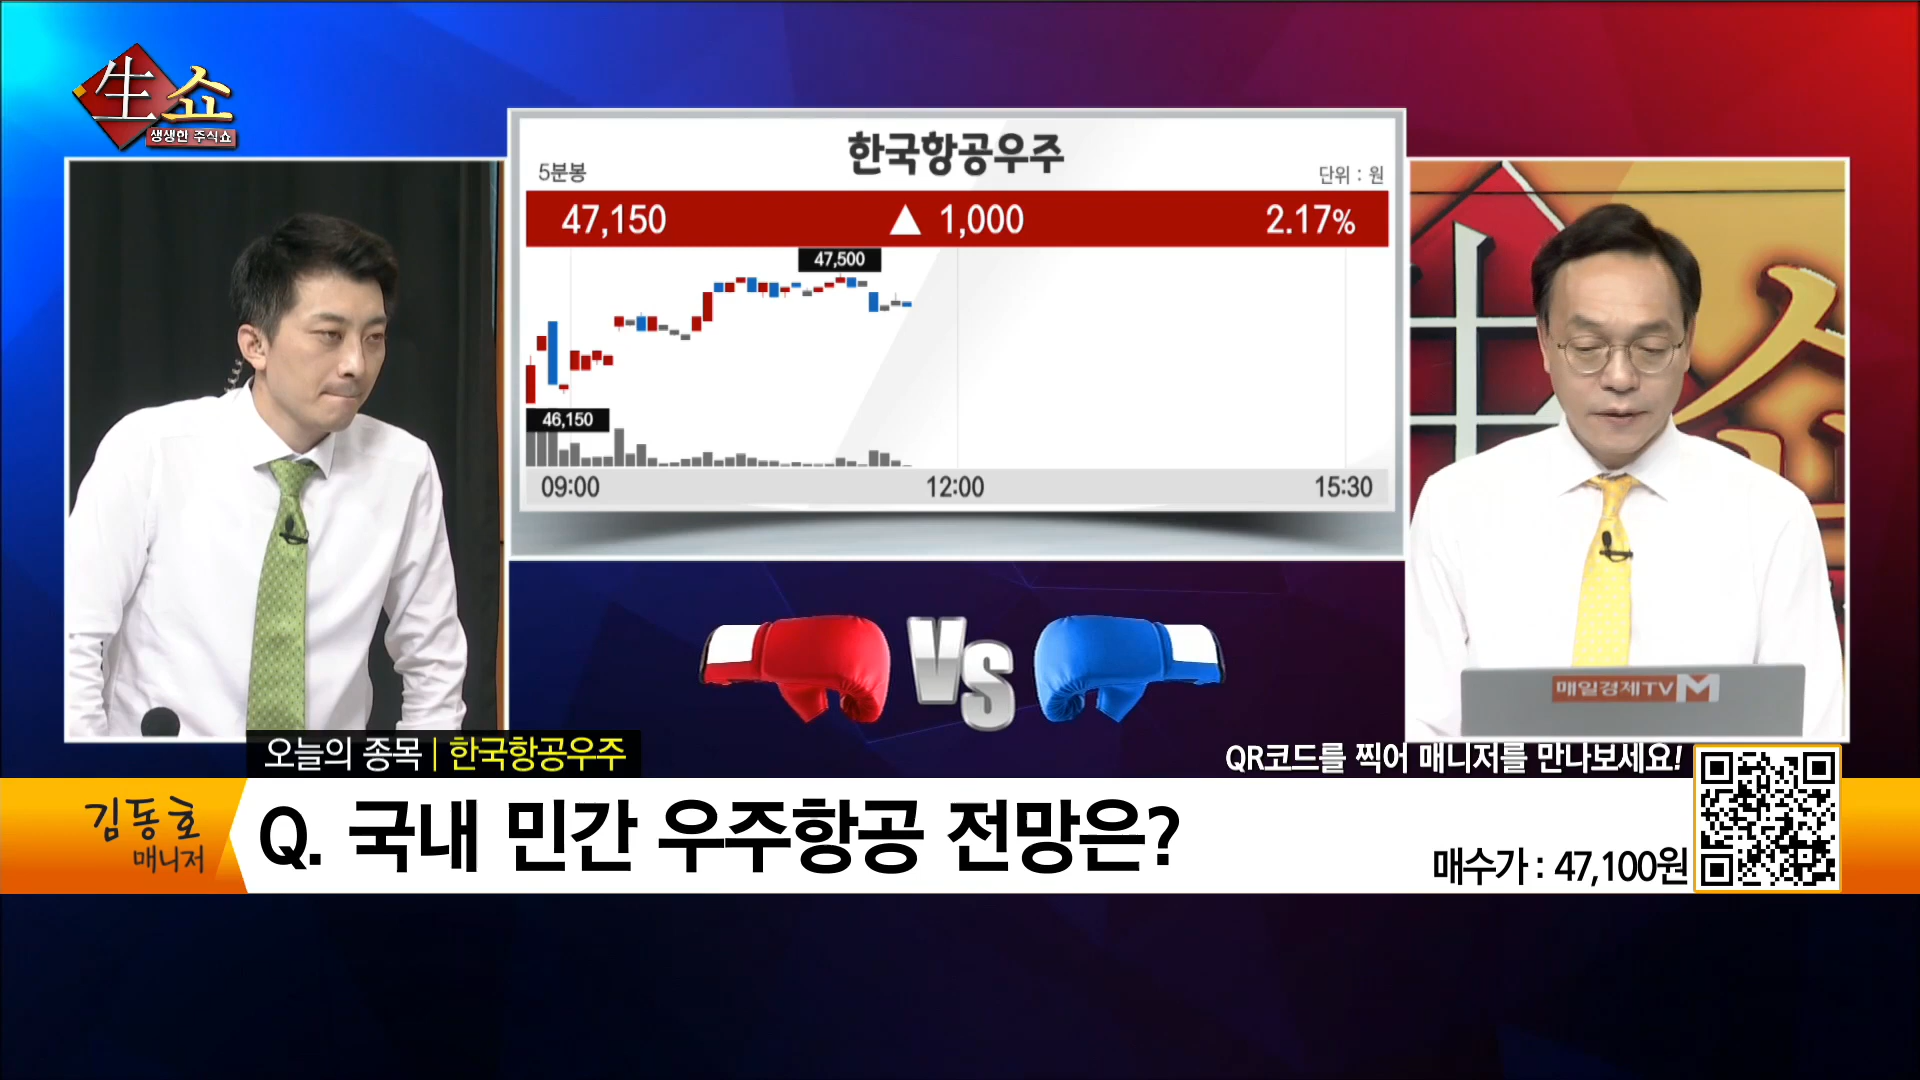 生쇼
생생한 주식쇼
한국항공우주
5분봉
단위 : 원
47,150 ▲ 1,000 2.17%
47,500
46,150
09:00 12:00 15:30
VS
매일경제TV M
오늘의 종목 | 한국항공우주
QR코드를 찍어 매니저를 만나보세요!
김동호
매니저
Q. 국내 민간 우주항공 전망은?
매수가 : 47,100원